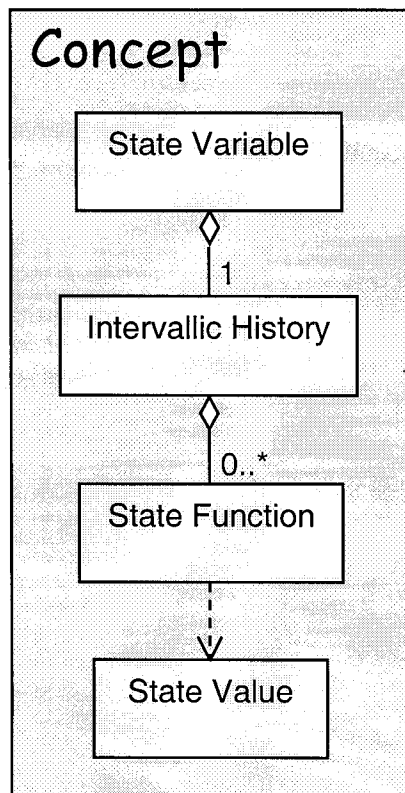 Concept
State Variable
1
Intervallic History
0..*
State Function
State Value